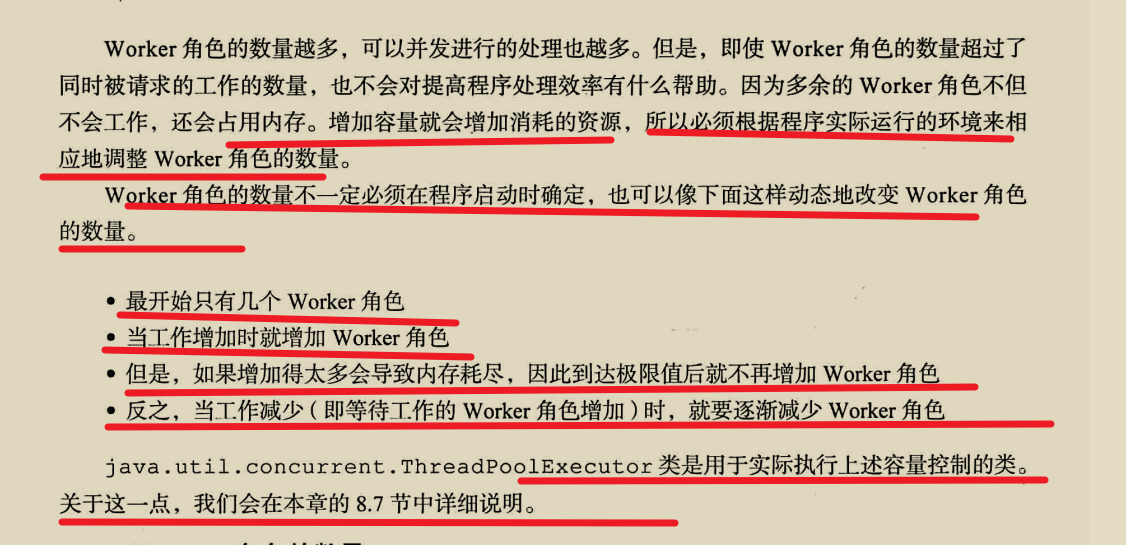 Worker 角色的数量越多，可以并发进行的处理也越多。但是，即使 Worker 角色的数量超过了
同时被请求的工作的数量，也不会对提高程序处理效率有什么帮助。因为多余的 Worker 角色不但
不会工作，还会占用内存。增加容量就会增加消耗的资源，所以必须根据程序实际运行的环境来相
应地调整 Worker 角色的数量。
Worker 角色的数量不一定必须在程序启动时确定，也可以像下面这样动态地改变 Worker 角色
的数量。
• 最开始只有几个 Worker 角色
• 当工作增加时就增加 Worker 角色
• 但是，如果增加得太多会导致内存耗尽，因此到达极限值后就不再增加 Worker 角色
• 反之，当工作减少（即等待工作的 Worker 角色增加）时，就要逐渐减少 Worker 角色
java.util.concurrent.ThreadPoolExecutor 类是用于实际执行上述容量控制的类。
关于这一点，我们会在本章的 8.7 节中详细说明。